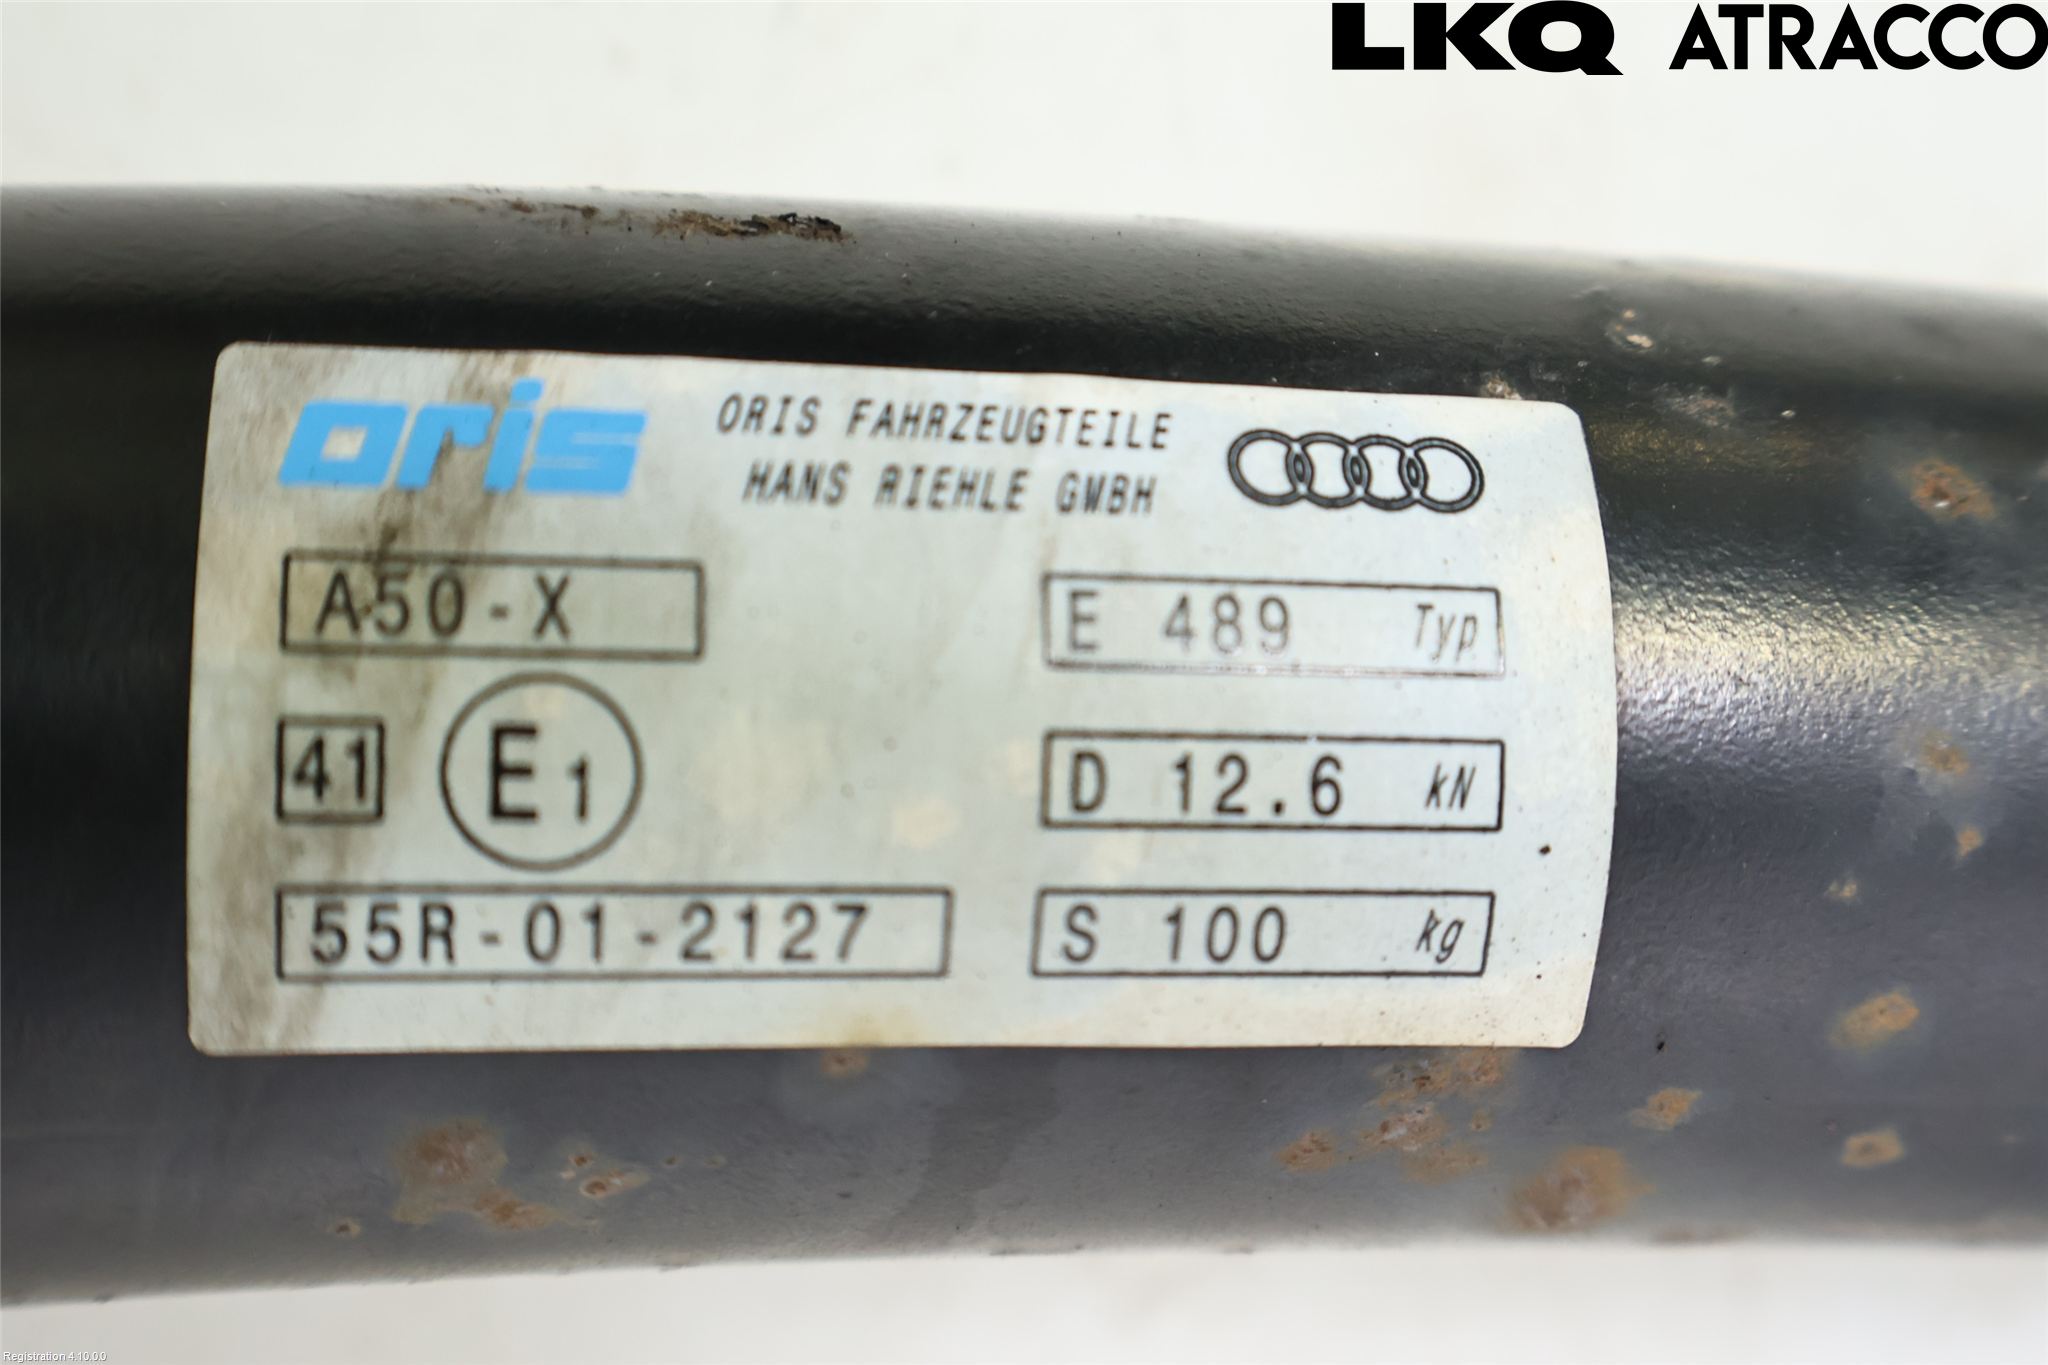 LKQ ATRACCO
oris
ORIS FAHRZEUGTEILE
HANS RIEHLE GMBH
A50-X
E 489 Typ
41
E1
D 12.6 kN
55R-01-2127
S 100 kg
Registration 4.10.0.0